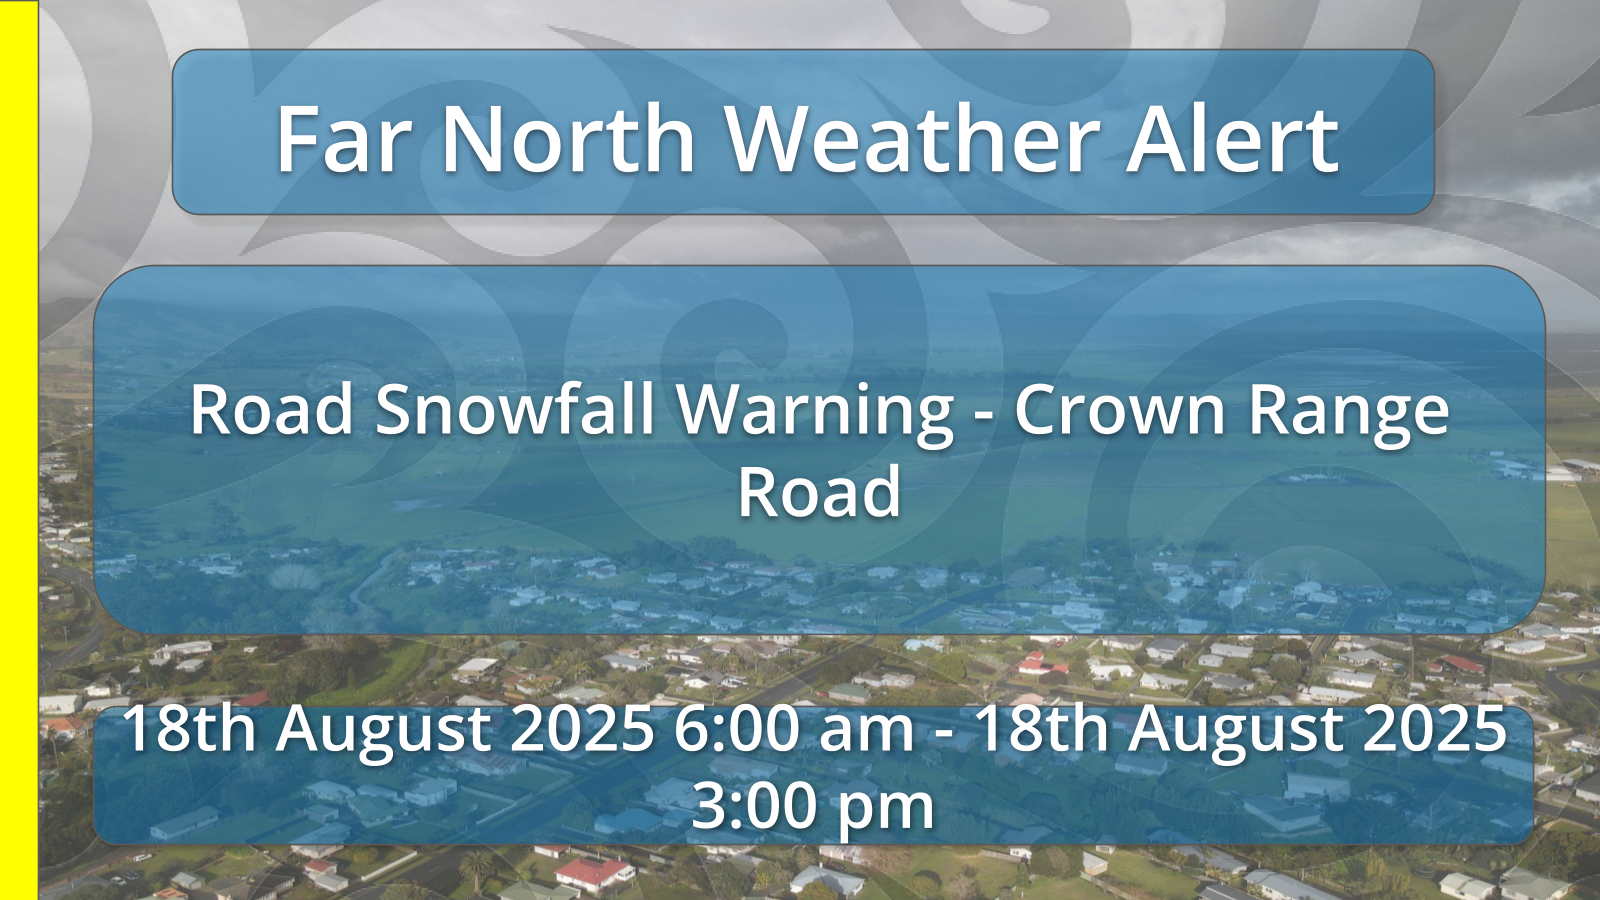 Far North Weather Alert
Road Snowfall Warning - Crown Range
Road
18th August 2025 6:00 am - 18th August 2025
3:00 pm